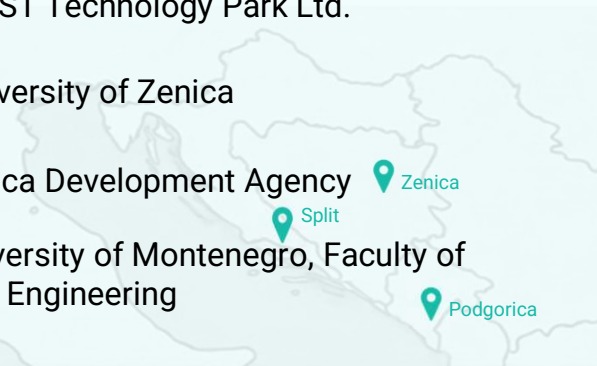 ST Technology Park Ltd.
versity of Zenica
ca Development Agency
Zenica
Split
versity of Montenegro, Faculty of
Engineering
Podgorica